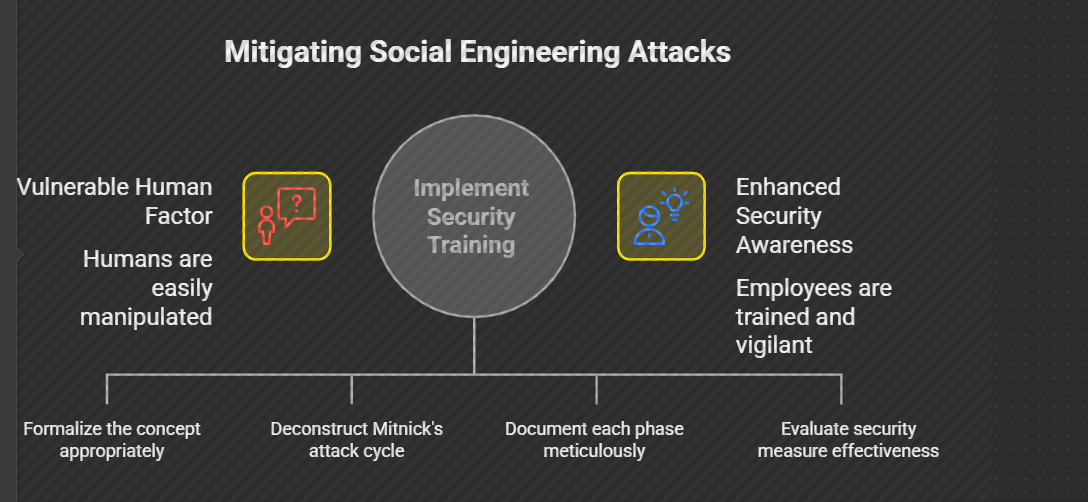 Mitigating Social Engineering Attacks
Vulnerable Human
Factor
Humans are
easily
manipulated
?
Implement
Security
Training
Enhanced
Security
Awareness
Employees are
trained and
vigilant
Formalize the concept
appropriately
Deconstruct Mitnick's
attack cycle
Document each phase
meticulously
Evaluate security
measure effectiveness